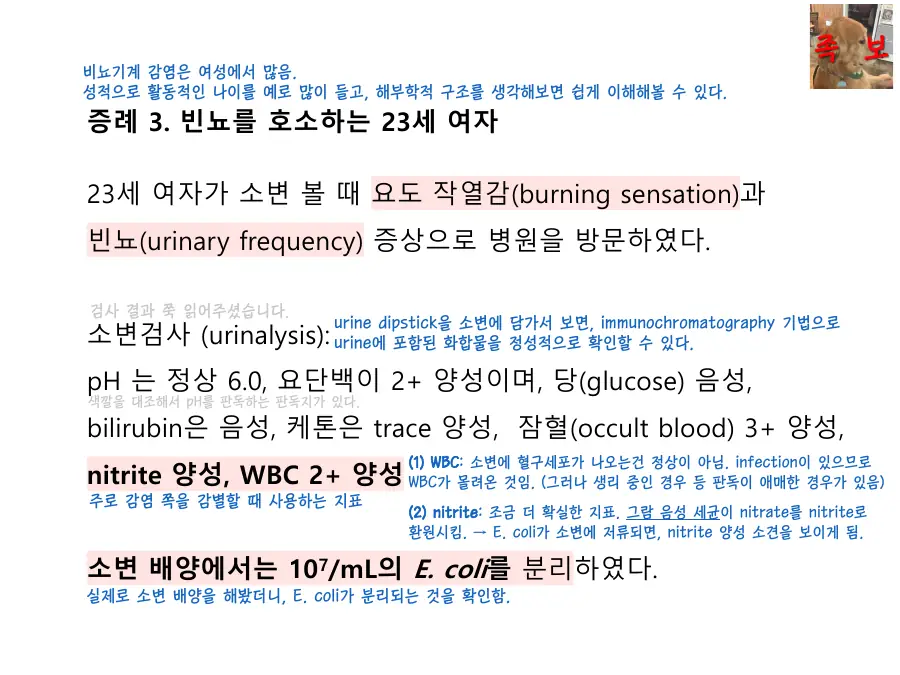 족 보
비뇨기계 감염은 여성에서 많음.
성적으로 활동적인 나이를 예로 많이 들고, 해부학적 구조를 생각해보면 쉽게 이해해볼 수 있다.
증례 3. 빈뇨를 호소하는 23세 여자
23세 여자가 소변 볼 때 요도 작열감(burning sensation)과
빈뇨(urinary frequency) 증상으로 병원을 방문하였다.
검사 결과 쭉 읽어주셨습니다.
소변검사 (urinalysis):
urine dipstick을 소변에 담가서 보면, immunochromatography 기법으로
urine에 포함된 화합물을 정성적으로 확인할 수 있다.
pH 는 정상 6.0, 요단백이 2+ 양성이며, 당(glucose) 음성,
색깔을 대조해서 pH를 판독하는 판독지가 있다.
bilirubin은 음성, 케톤은 trace 양성, 잠혈(occult blood) 3+ 양성,
nitrite 양성, WBC 2+ 양성
주로 감염 쪽을 감별할 때 사용하는 지표
(1) WBC: 소변에 혈구세포가 나오는건 정상이 아님. infection이 있으므로
WBC가 몰려온 것임. (그러나 생리 중인 경우 등 판독이 애매한 경우가 있음)
(2) nitrite: 조금 더 확실한 지표. 그람 음성 세균이 nitrate를 nitrite로
환원시킴. → E. coli가 소변에 저류되면, nitrite 양성 소견을 보이게 됨.
소변 배양에서는 10⁷/mL의 E. coli를 분리하였다.
실제로 소변 배양을 해봤더니, E. coli가 분리되는 것을 확인함.